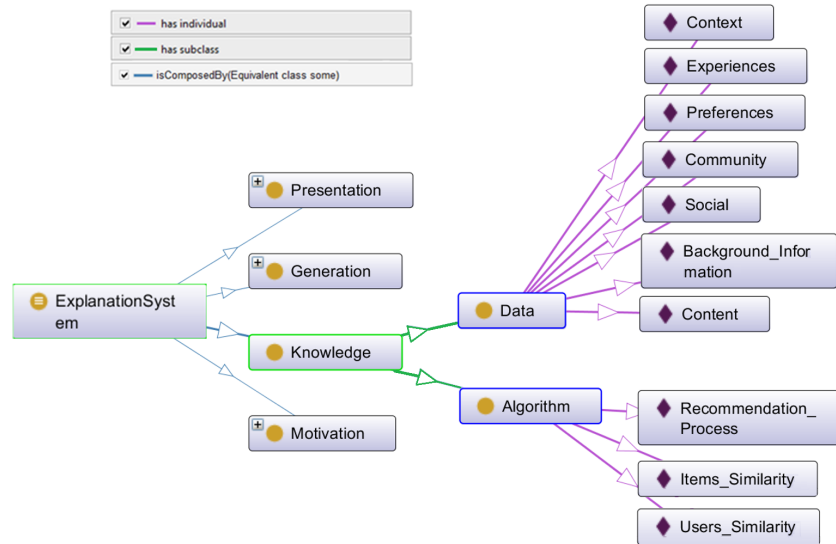 has individual
has subclass
isComposedBy(Equivalent class some)
Context
Experiences
Preferences
Community
Social
Background_Infor
mation
Content
Presentation
Generation
ExplanationSyst
em
Knowledge
Motivation
Data
Algorithm
Recommendation_
Process
Items_Similarity
Users_Similarity